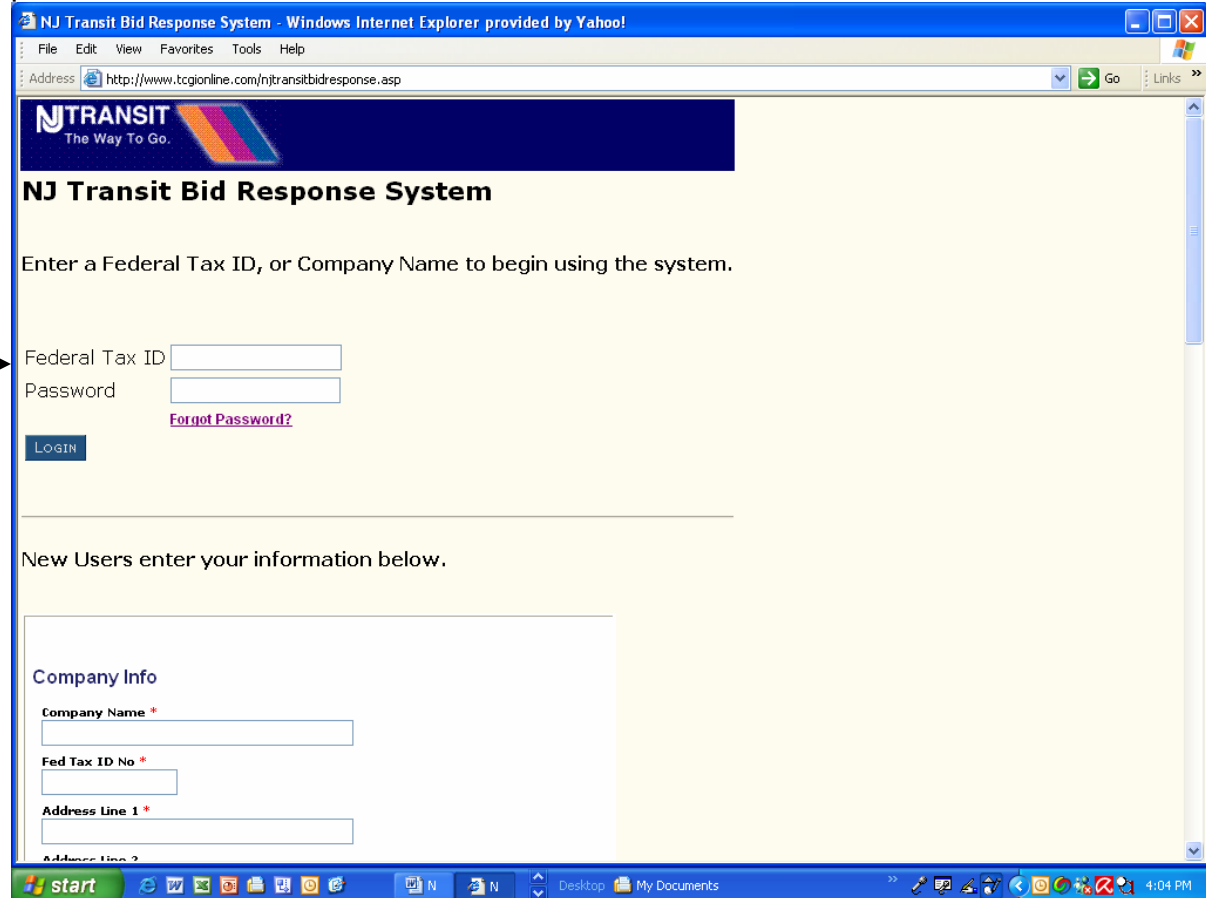 NJ Transit Bid Response System - Windows Internet Explorer provided by Yahoo!
File Edit View Favorites Tools Help
Address http://www.tcgionline.com/njtransitbidresponse.asp Go Links »
NJTRANSIT
The Way To Go.
NJ Transit Bid Response System
Enter a Federal Tax ID, or Company Name to begin using the system.
Federal Tax ID
Password
Forgot Password?
LOGIN
New Users enter your information below.
Company Info
Company Name *
Fed Tax ID No *
Address Line 1 *
Address Line 2
start N N Desktop My Documents » 4:04 PM